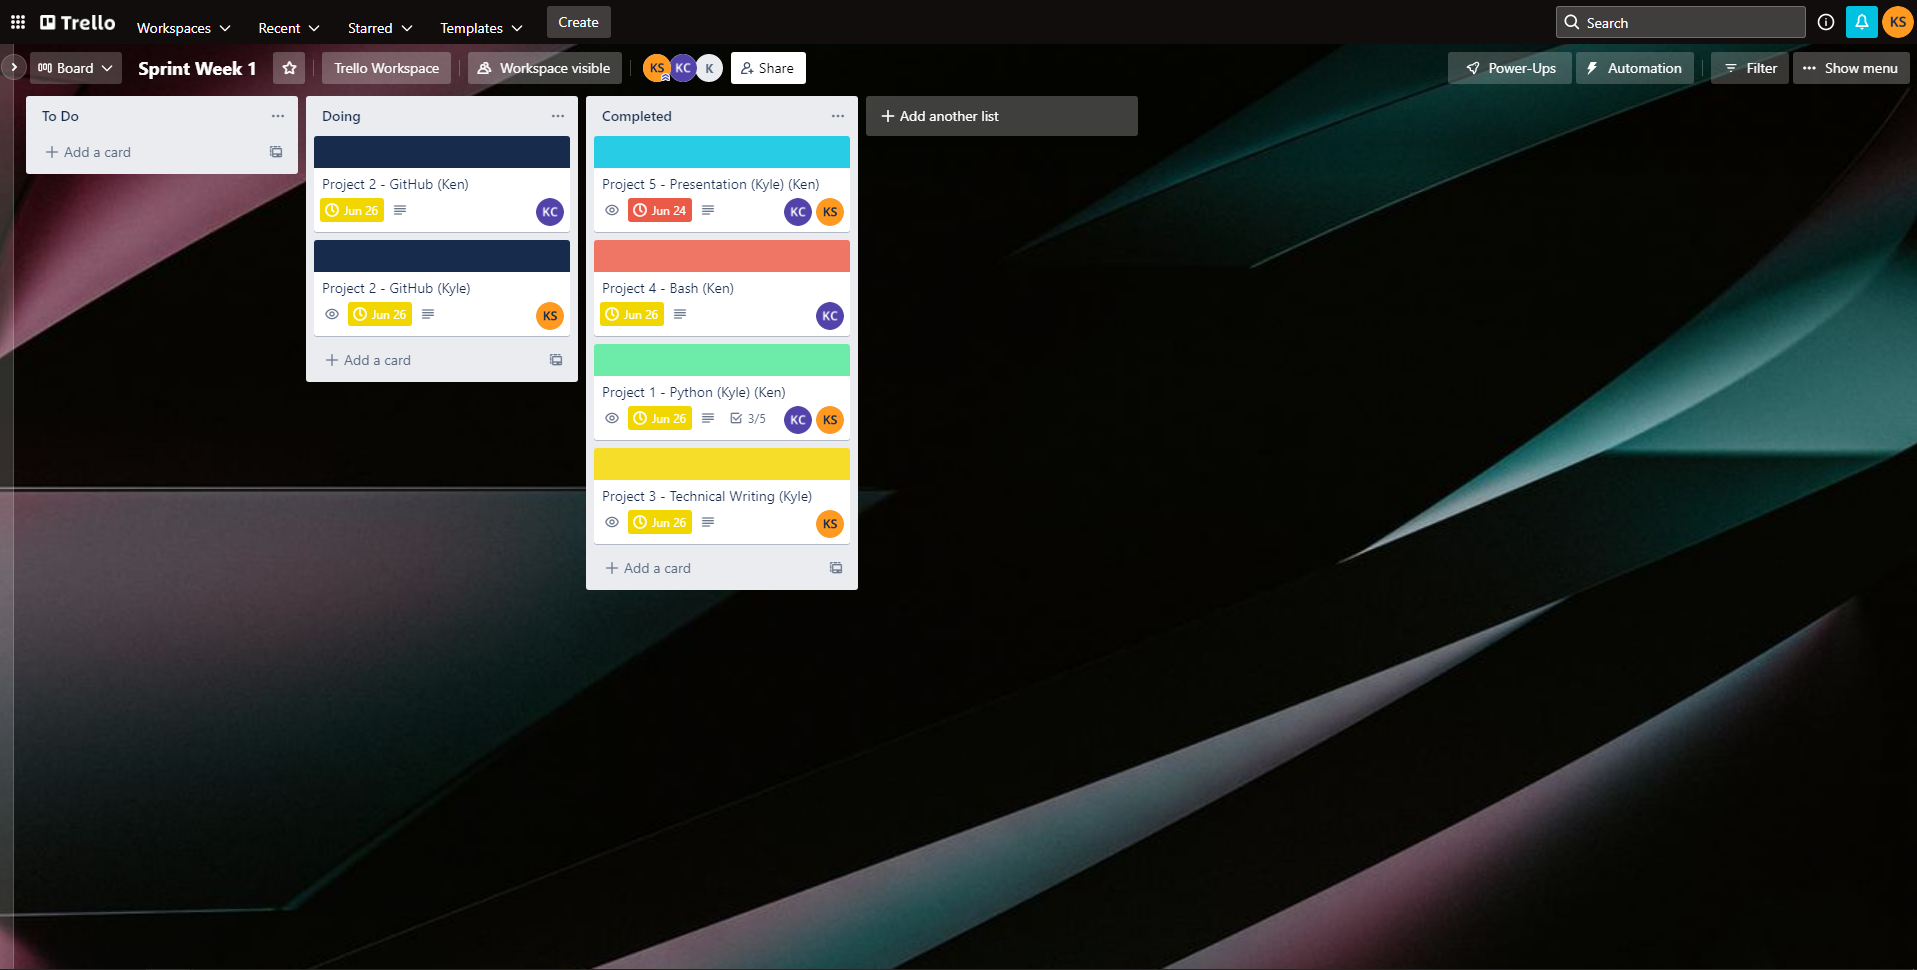 Trello
Workspaces
Recent
Starred
Templates
Create
Search
KS
Board
Sprint Week 1
Trello Workspace
Workspace visible
KS
KC
K
Share
Power-Ups
Automation
Filter
Show menu
To Do
Add a card
Doing
Project 2 - GitHub (Ken)
Jun 26
KC
Project 2 - GitHub (Kyle)
Jun 26
KS
Add a card
Completed
Project 5 - Presentation (Kyle) (Ken)
Jun 24
KC
KS
Project 4 - Bash (Ken)
Jun 26
KC
Project 1 - Python (Kyle) (Ken)
Jun 26
3/5
KC
KS
Project 3 - Technical Writing (Kyle)
Jun 26
KS
Add a card
Add another list